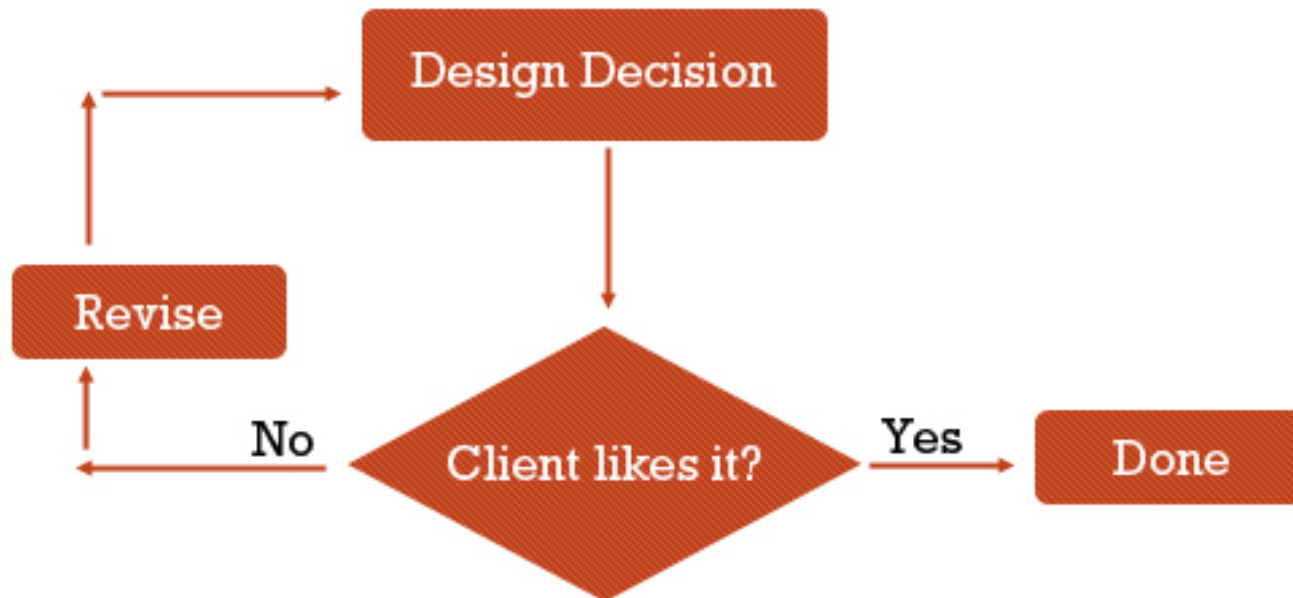 Design Decision
Revise
No
Client likes it?
Yes
Done